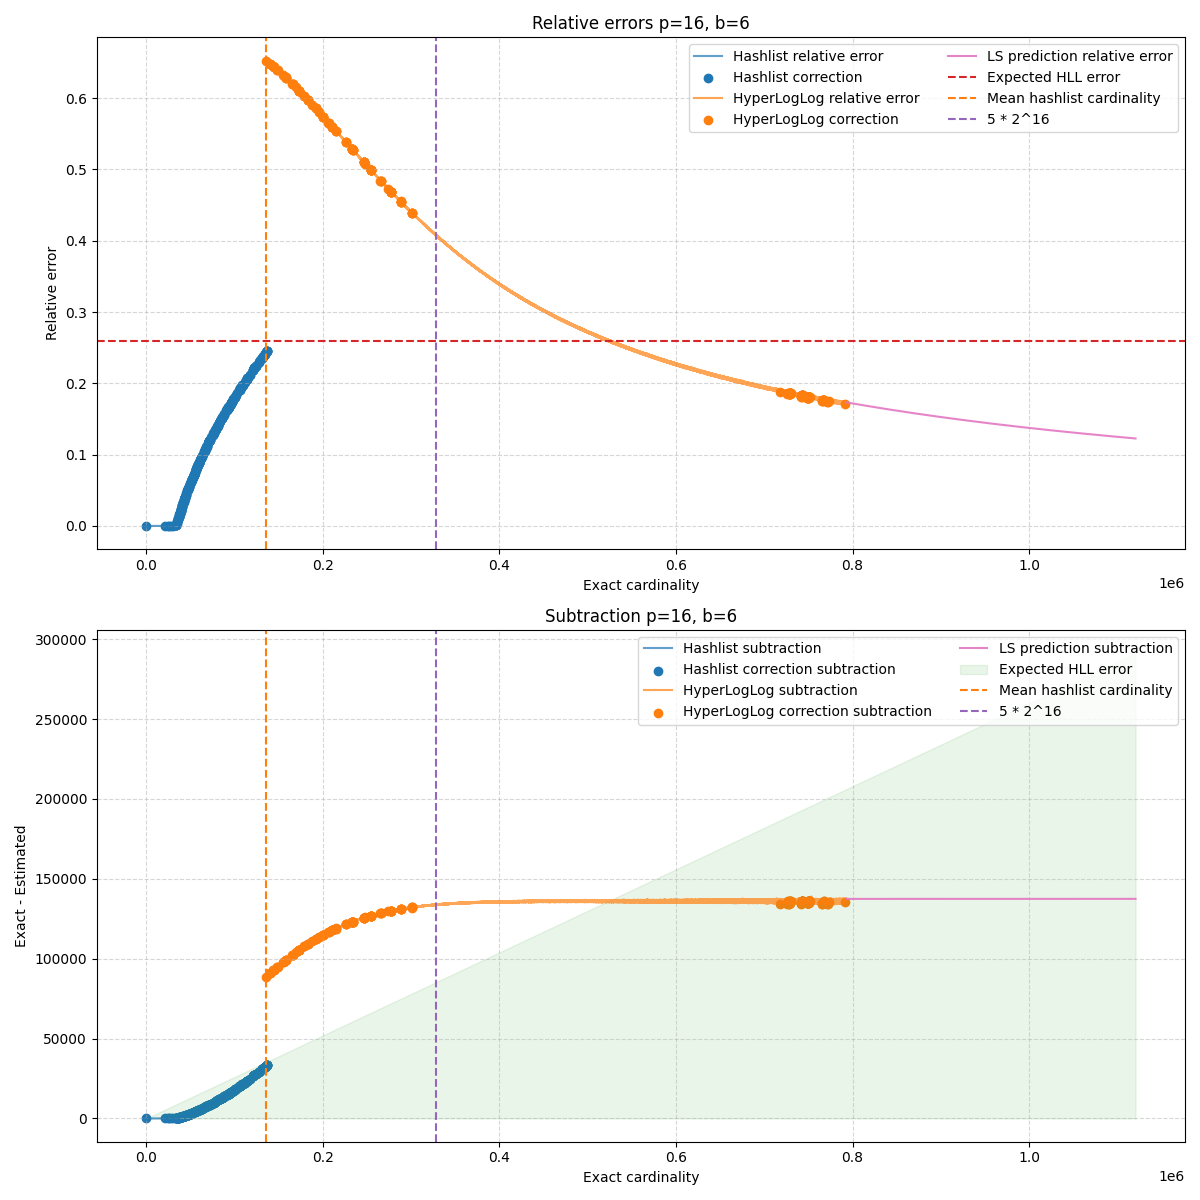 Relative errors p=16, b=6
Hashlist relative error
Hashlist correction
HyperLogLog relative error
HyperLogLog correction
LS prediction relative error
Expected HLL error
Mean hashlist cardinality
5 * 2^16
Relative error
0.6
0.5
0.4
0.3
0.2
0.1
0.0
0.0 0.2 0.4 0.6 0.8 1.0
1e6
Exact cardinality
Subtraction p=16, b=6
Hashlist subtraction
Hashlist correction subtraction
HyperLogLog subtraction
HyperLogLog correction subtraction
LS prediction subtraction
Expected HLL error
Mean hashlist cardinality
5 * 2^16
Exact - Estimated
300000
250000
200000
150000
100000
50000
0
0.0 0.2 0.4 0.6 0.8 1.0
1e6
Exact cardinality